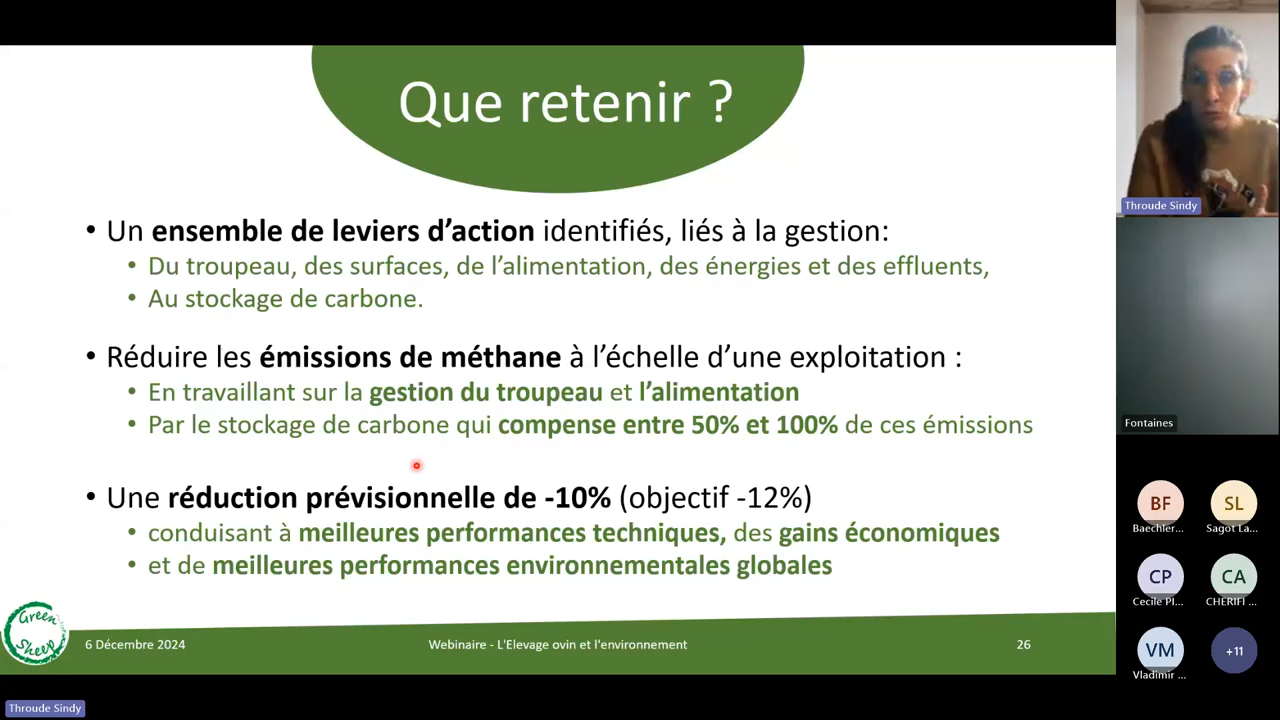 Que retenir ?
• Un ensemble de leviers d’action identifiés, liés à la gestion:
• Du troupeau, des surfaces, de l’alimentation, des énergies et des effluents,
• Au stockage de carbone.
• Réduire les émissions de méthane à l’échelle d’une exploitation :
• En travaillant sur la gestion du troupeau et l’alimentation
• Par le stockage de carbone qui compense entre 50% et 100% de ces émissions
• Une réduction prévisionnelle de -10% (objectif -12%)
• conduisant à meilleures performances techniques, des gains économiques
• et de meilleures performances environnementales globales
Green
Sheep
6 Décembre 2024
Webinaire - L'Elevage ovin et l'environnement
26
Throude Sindy
Fontaines
BF
Baechler...
SL
Sagot La...
CP
Cecile PI...
CA
CHERIFI ...
VM
Vladimir ...
+11
Throude Sindy